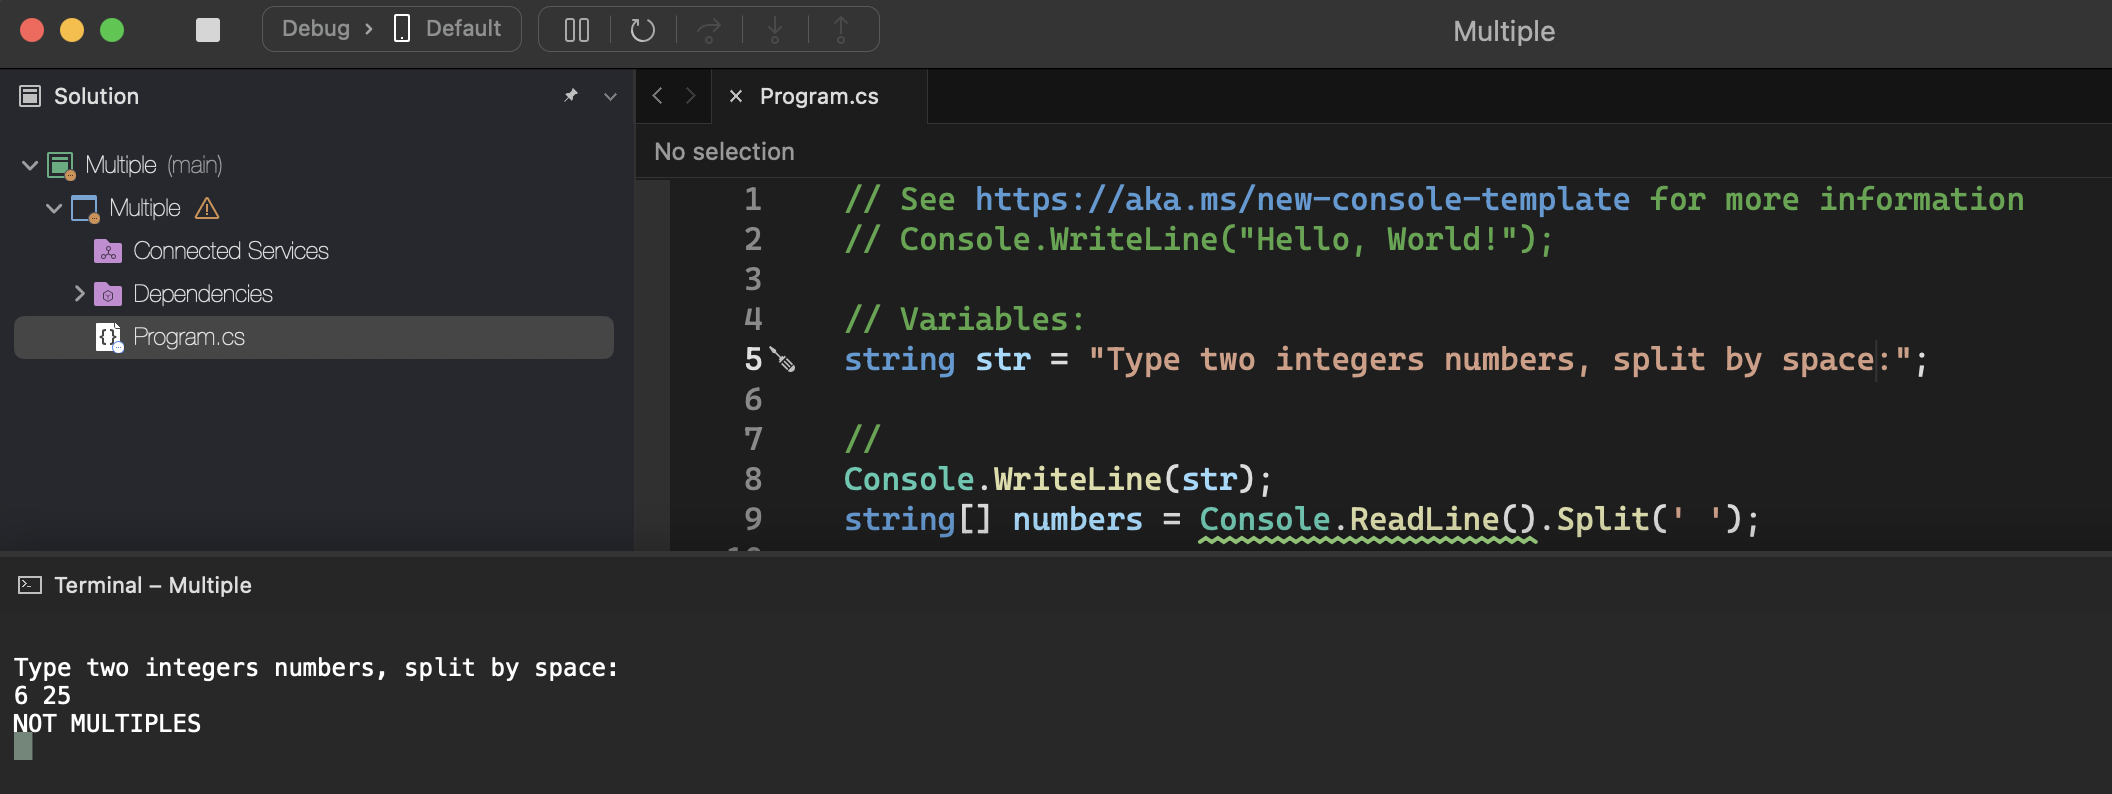 Debug › Default
Multiple
Solution
Program.cs
No selection
Multiple (main)
Multiple
Connected Services
Dependencies
Program.cs
1 // See https://aka.ms/new-console-template for more information
2 // Console.WriteLine("Hello, World!");
3
4 // Variables:
5 string str = "Type two integers numbers, split by space:";
6
7 //
8 Console.WriteLine(str);
9 string[] numbers = Console.ReadLine().Split(' ');
Terminal – Multiple
Type two integers numbers, split by space:
6 25
NOT MULTIPLES